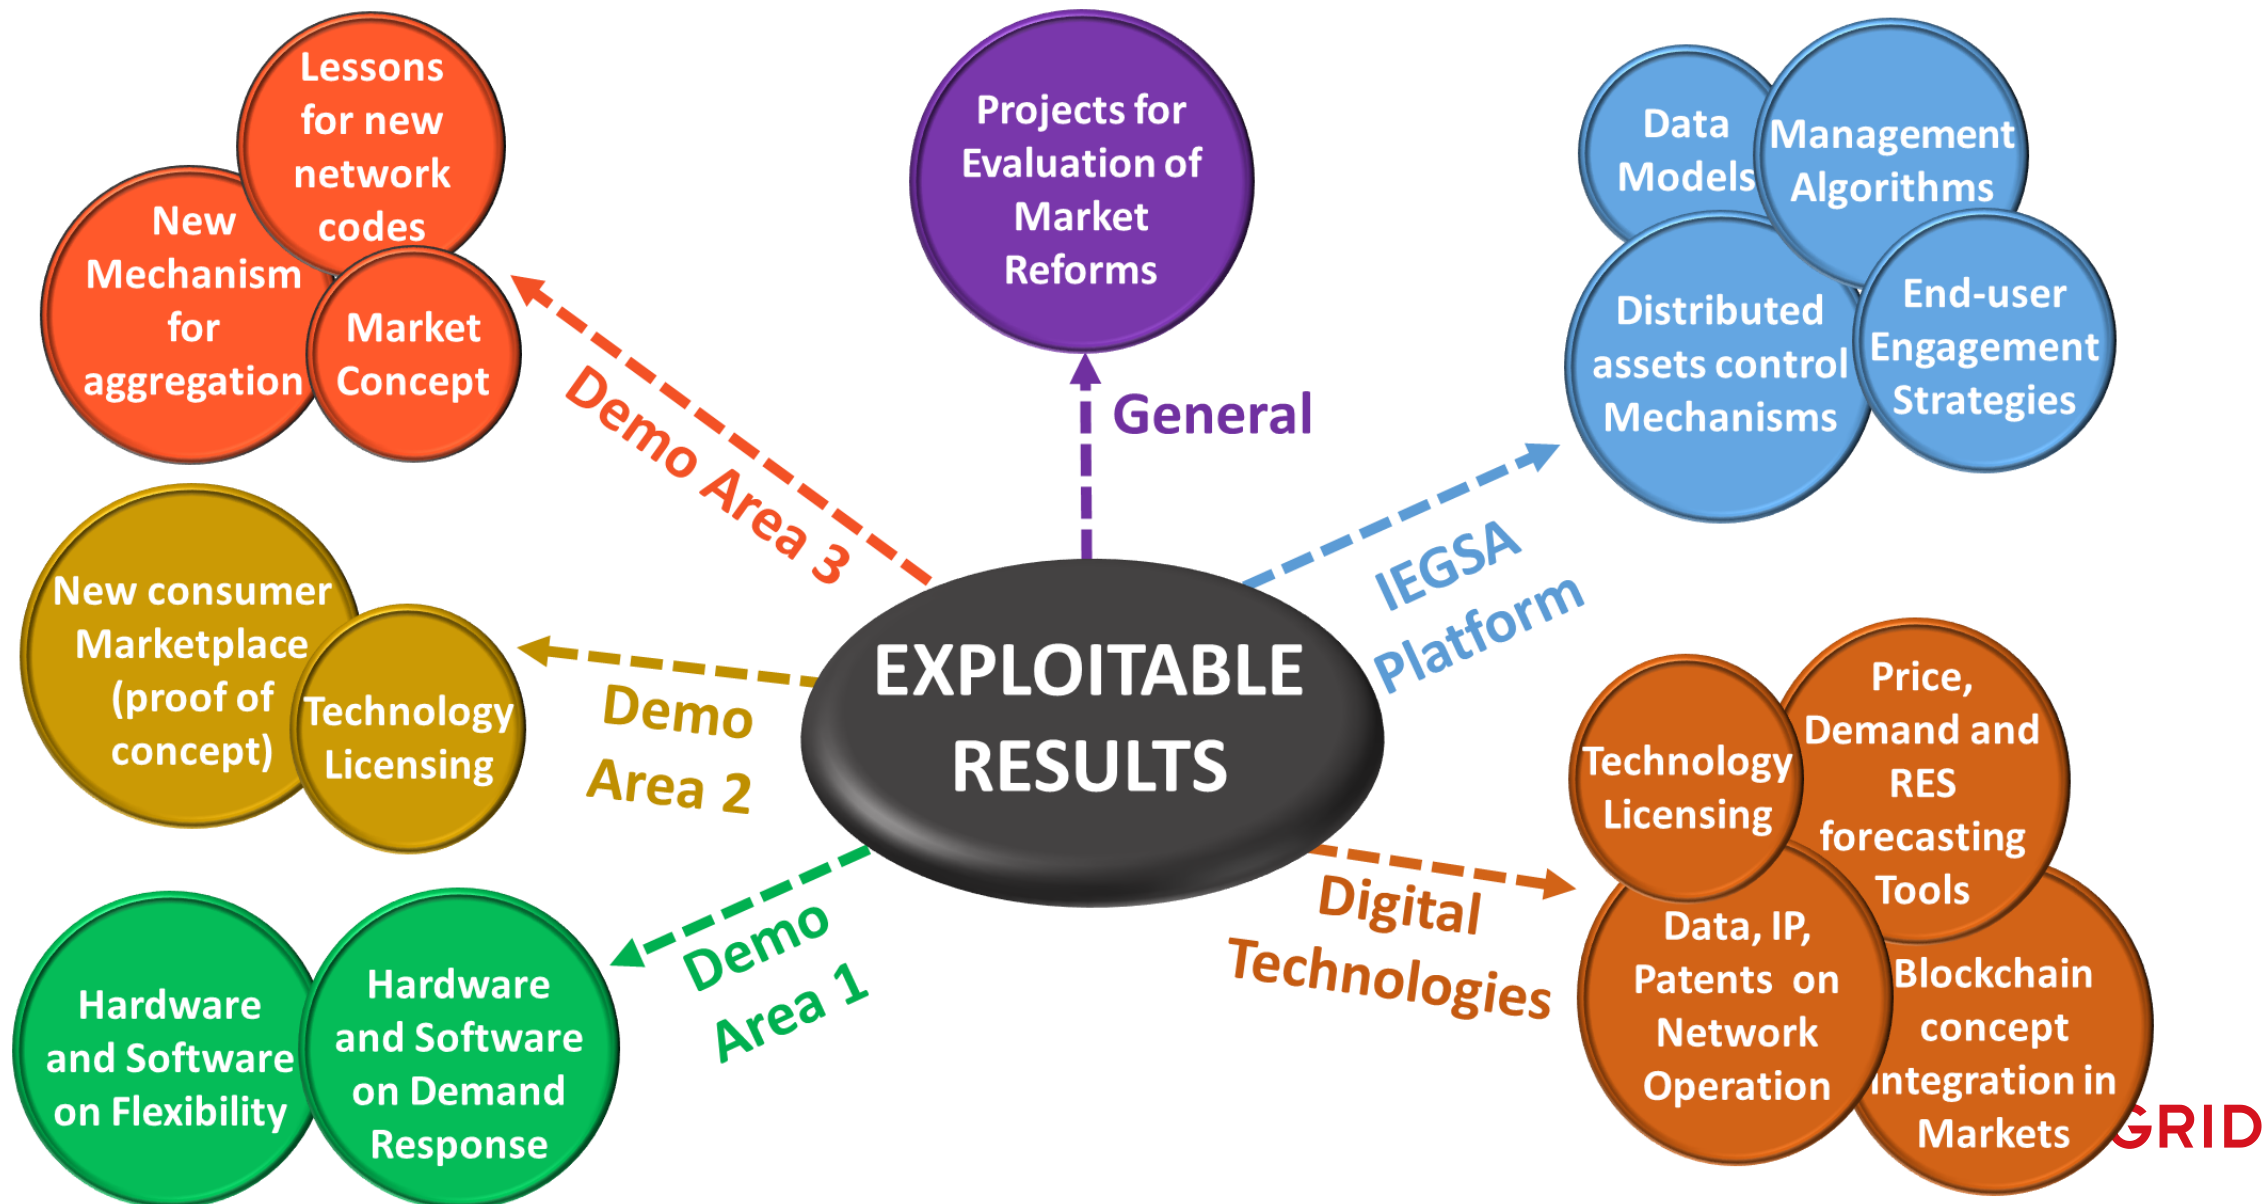 Lessons
for new
network
codes
New
Mechanism
for
aggregation
Market
Concept
Demo Area 3
Projects for
Evaluation of
Market
Reforms
General
Data
Models
Management
Algorithms
Distributed
assets control
Mechanisms
End-user
Engagement
Strategies
IEGSA
Platform
New consumer
Marketplace
(proof of
concept)
Technology
Licensing
Demo
Area 2
EXPLOITABLE
RESULTS
Technology
Licensing
Price,
Demand and
RES
forecasting
Tools
Data, IP,
Patents on
Network
Operation
Blockchain
concept
integration in
Markets
Digital
Technologies
Hardware
and Software
on Flexibility
Hardware
and Software
on Demand
Response
Demo
Area 1
GRID